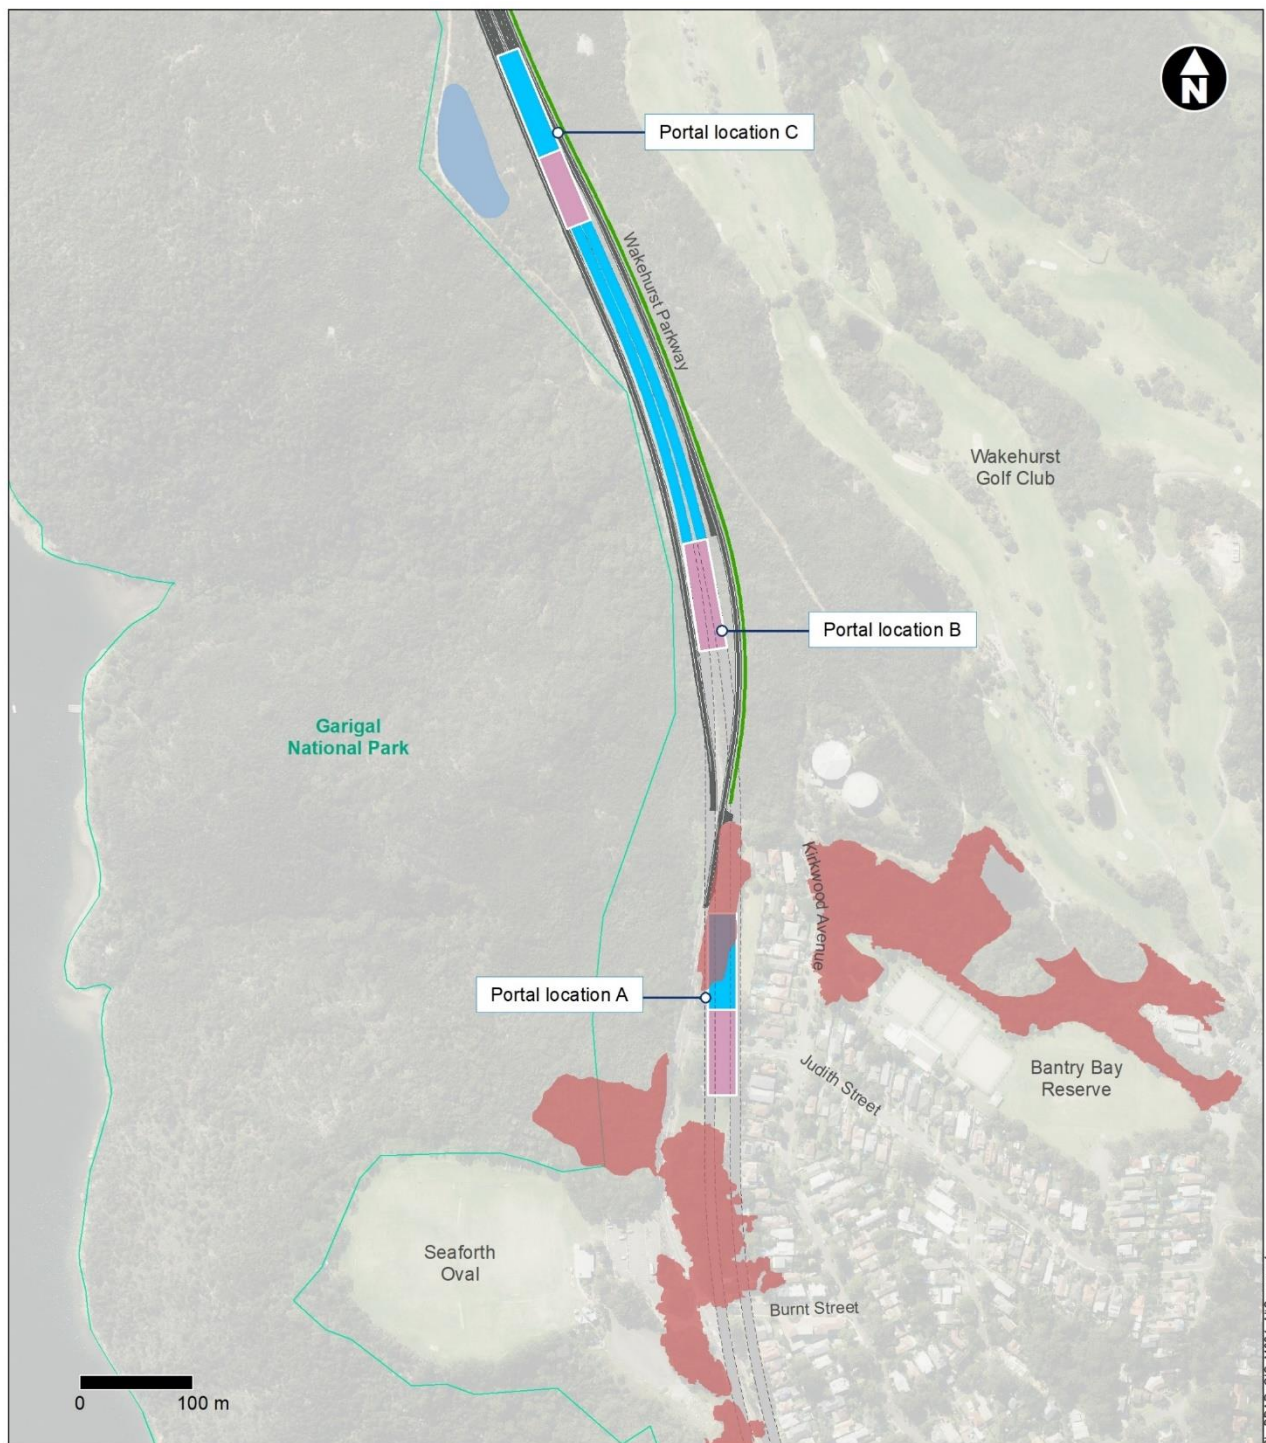 N
Portal location C
Wakehurst Parkway
Wakehurst
Golf Club
Portal location B
Garigal
National Park
Kirkwood Avenue
Portal location A
Judith Street
Bantry Bay
Reserve
Seaforth
Oval
Burnt Street
0 100 m